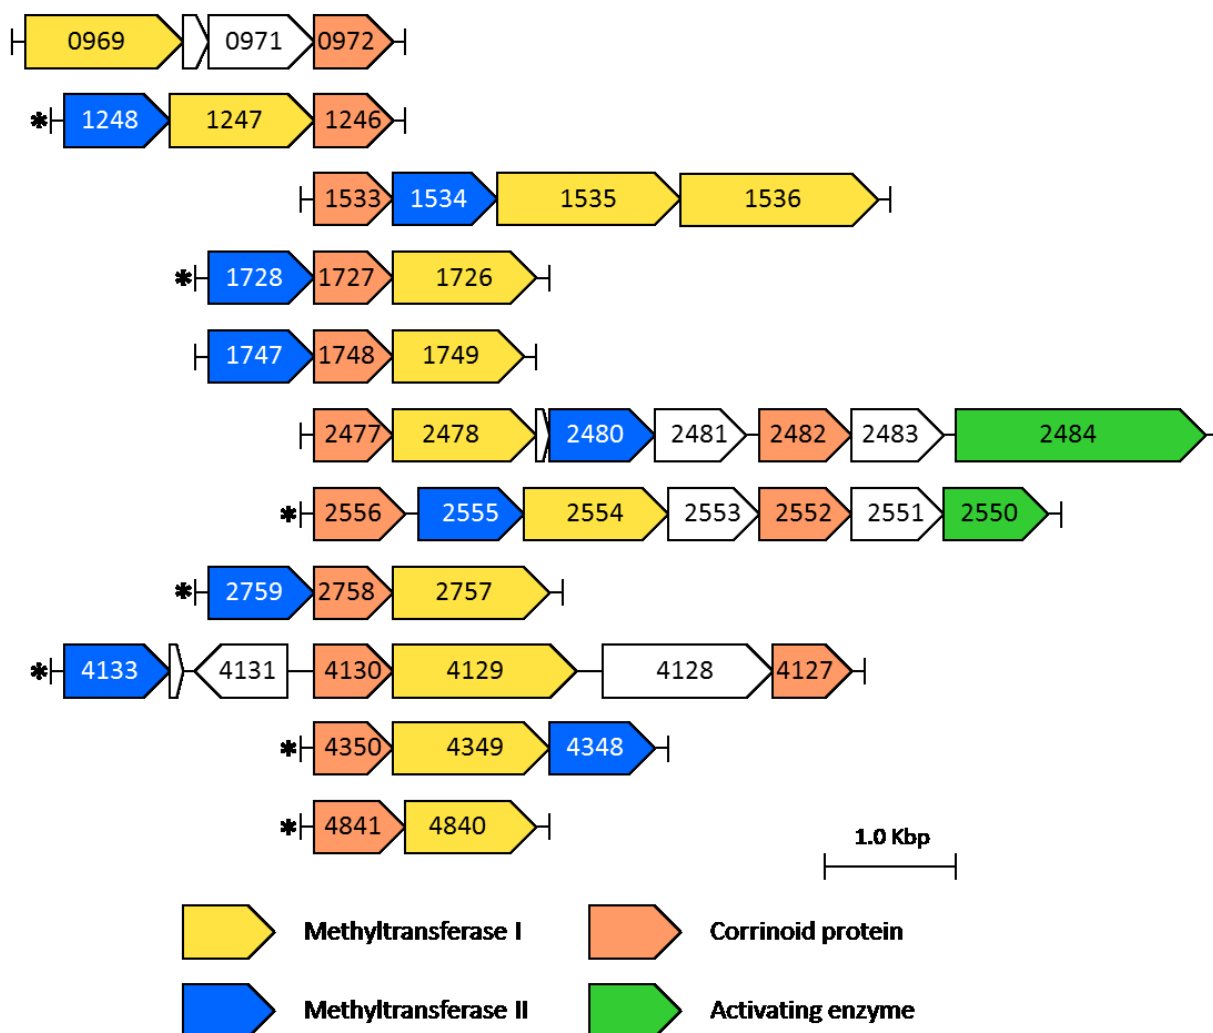 0969 0971 0972
* 1248 1247 1246
1533 1534 1535 1536
* 1728 1727 1726
1747 1748 1749
2477 2478 2480 2481 2482 2483 2484
* 2556 2555 2554 2553 2552 2551 2550
* 2759 2758 2757
* 4133 4131 4130 4129 4128 4127
* 4350 4349 4348
* 4841 4840
1.0 Kbp
Methyltransferase I Corrinoid protein
Methyltransferase II Activating enzyme